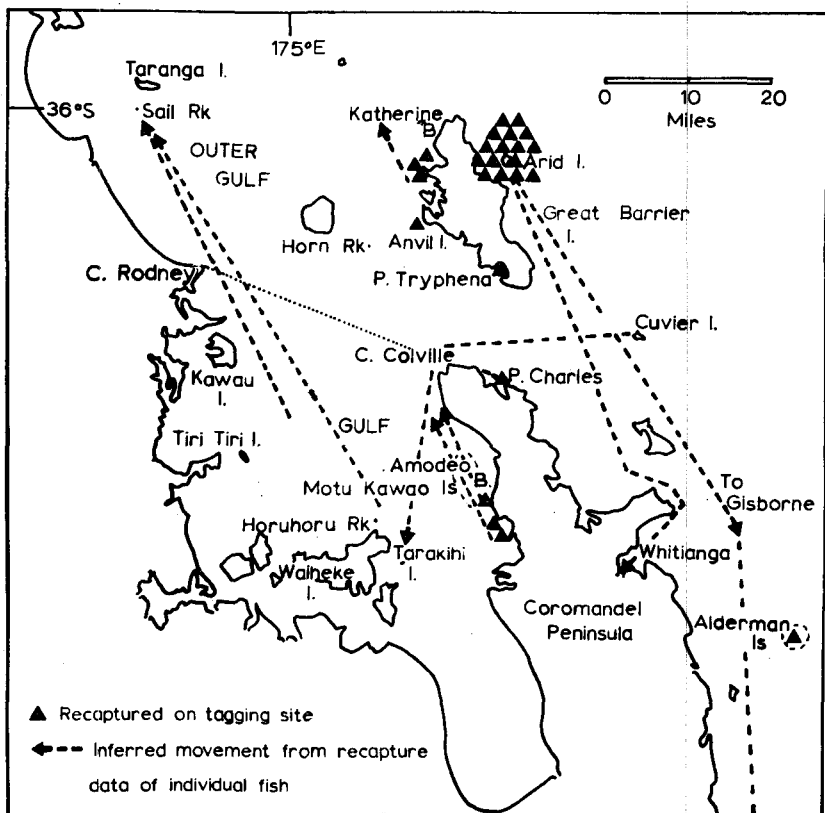 175°E
Taranga I.
36°S
Sail Rk
Katherine
B.
0 10 20
Miles
OUTER
GULF
Arid I.
Great Barrier
I.
Horn Rk.
Anvil I.
C. Rodney
P. Tryphena
Cuvier I.
C. Colville
Kawau
I.
P. Charles
Tiri Tiri I.
GULF
Amodeo
B.
Motu Kawao Is
To
Gisborne
Horuhoru Rk
Tarakihi
I.
Waiheke
I.
Whitianga
Coromandel
Peninsula
Alderman
Is
Recaptured on tagging site
Inferred movement from recapture
data of individual fish